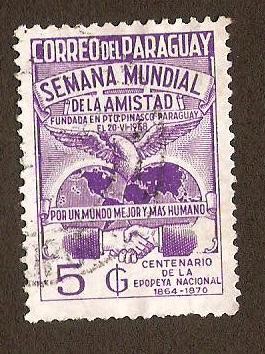 CORREO DEL PARAGUAY
SEMANA MUNDIAL
DE LA AMISTAD
FUNDADA EN PTO. PINASCO-PARAGUAY
EL 20-VI-1958
POR UN MUNDO MEJOR Y MAS HUMANO
5 G
CENTENARIO
DE LA
EPOPEYA NACIONAL
1864-1870